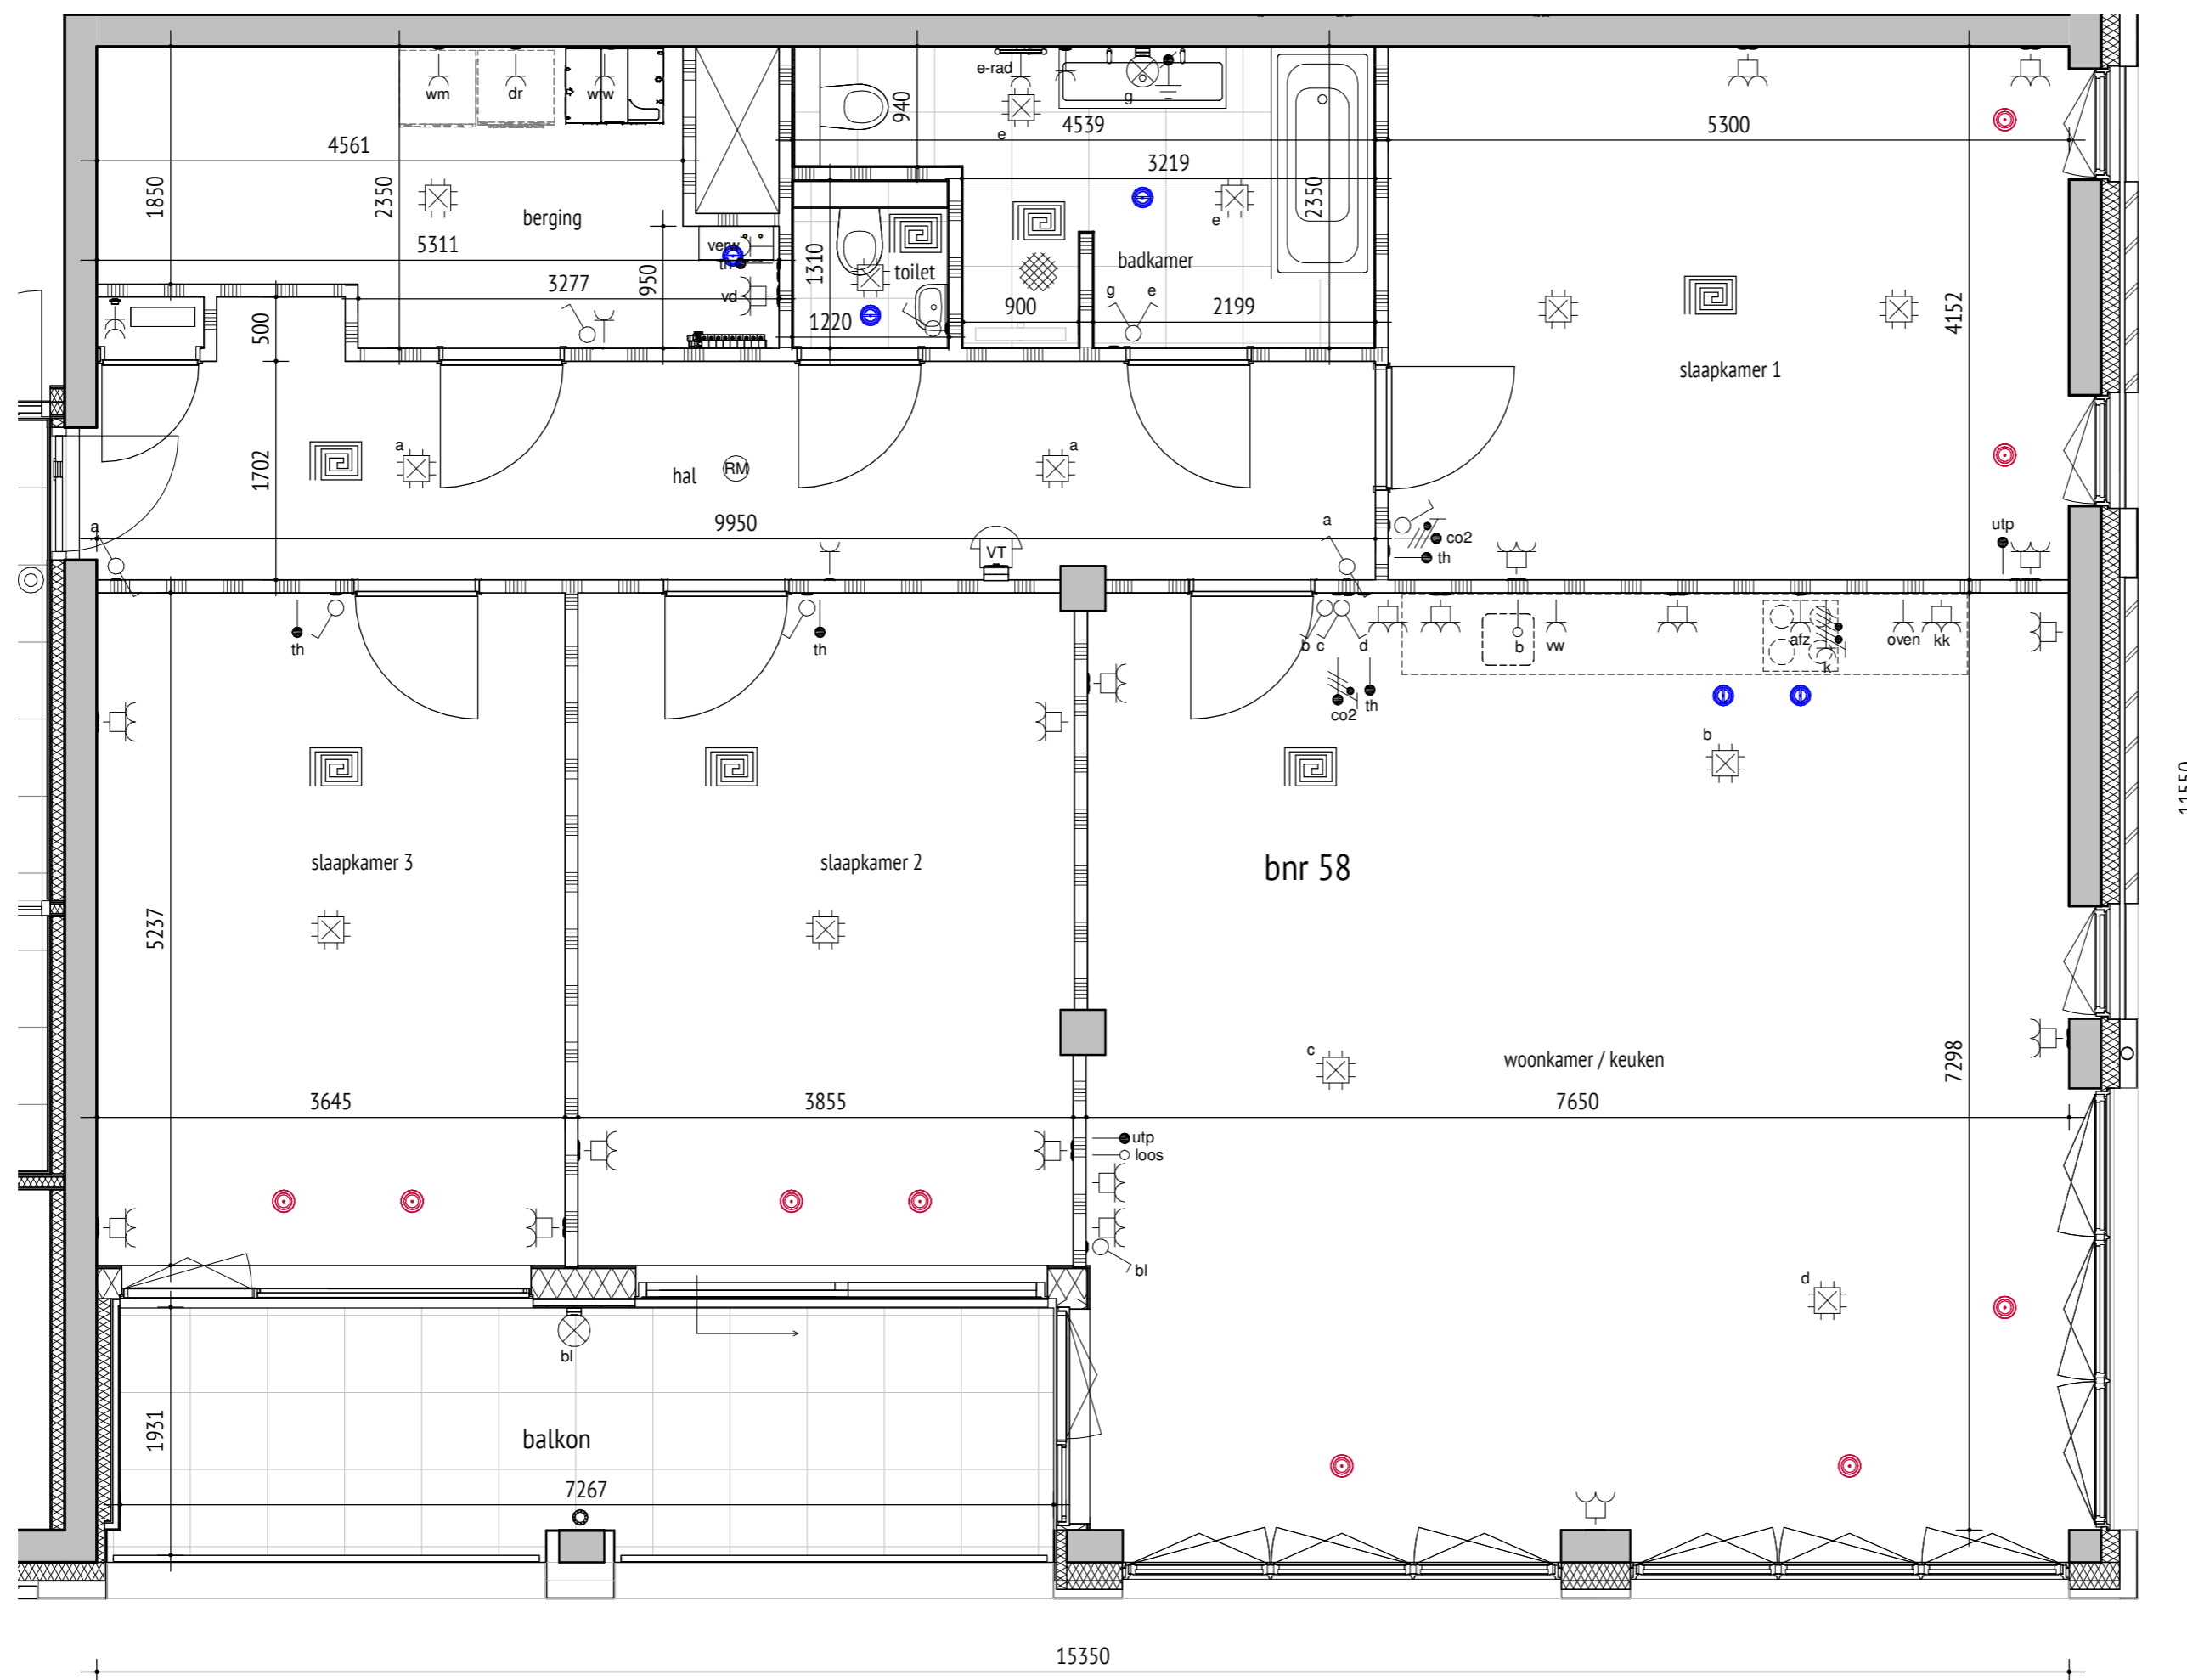 wm
dr
wtw
e-rad
g
e
940
4561
4539
5300
3219
1850
2350
2350
berging
e
5311
verw
th
950
1310
toilet
badkamer
vd
3277
g
e
500
1220
900
2199
4152
slaapkamer 1
1702
a
hal
RM
a
9950
a
a
VT
co2
th
utp
th
th
b
c
d
co2
th
b
vw
afz
k
oven
kk
b
11550
slaapkamer 3
slaapkamer 2
bnr 58
5237
c
woonkamer / keuken
7298
3645
3855
7650
utp
loos
bl
d
bl
1931
balkon
7267
15350